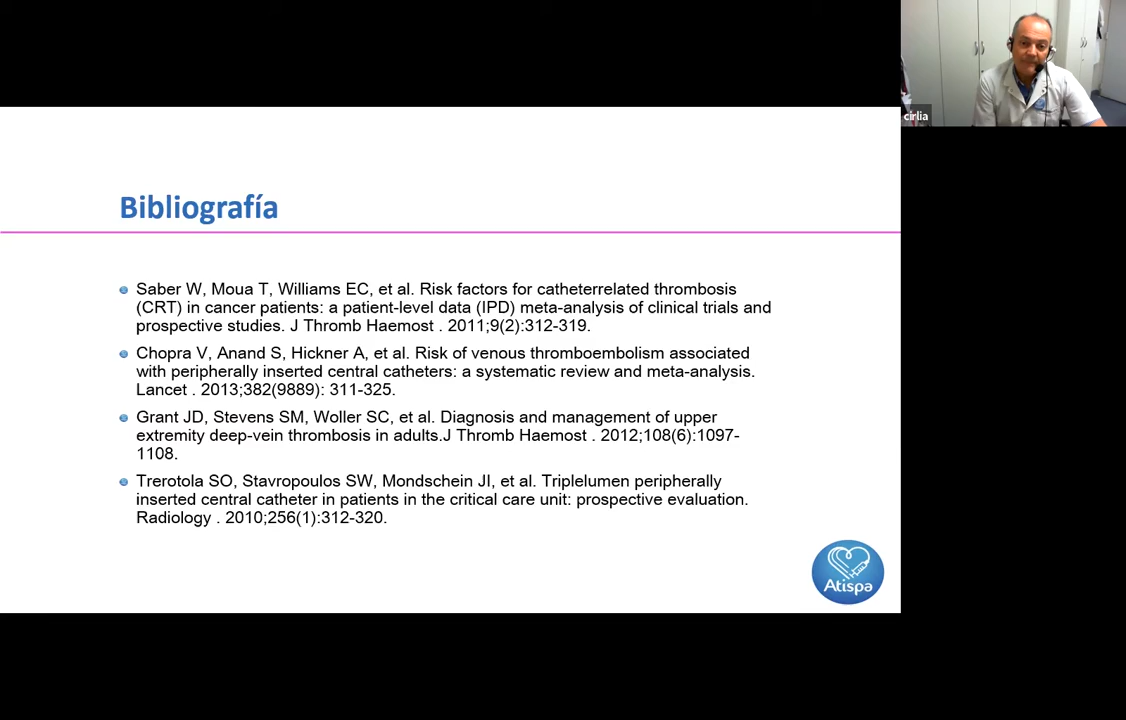 cirlia
Bibliografía
Saber W, Moua T, Williams EC, et al. Risk factors for catheterrelated thrombosis
(CRT) in cancer patients: a patient-level data (IPD) meta-analysis of clinical trials and
prospective studies. J Thromb Haemost . 2011;9(2):312-319.
Chopra V, Anand S, Hickner A, et al. Risk of venous thromboembolism associated
with peripherally inserted central catheters: a systematic review and meta-analysis.
Lancet . 2013;382(9889): 311-325.
Grant JD, Stevens SM, Woller SC, et al. Diagnosis and management of upper
extremity deep-vein thrombosis in adults.J Thromb Haemost . 2012;108(6):1097-
1108.
Trerotola SO, Stavropoulos SW, Mondschein JI, et al. Triplelumen peripherally
inserted central catheter in patients in the critical care unit: prospective evaluation.
Radiology . 2010;256(1):312-320.
Atispa